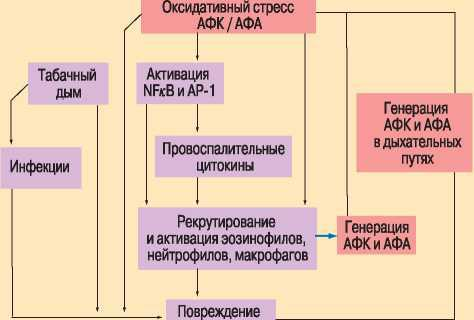 Оксидативный стресс
АФК / АФА
Табачный
дым
Активация
NFκB и AP-1
Генерация
АФК и АФА
в дыхательных
путях
Инфекции
Провоспалительные
цитокины
Рекрутирование
и активация эозинофилов,
нейтрофилов, макрофагов
Генерация
АФК и АФА
Повреждение